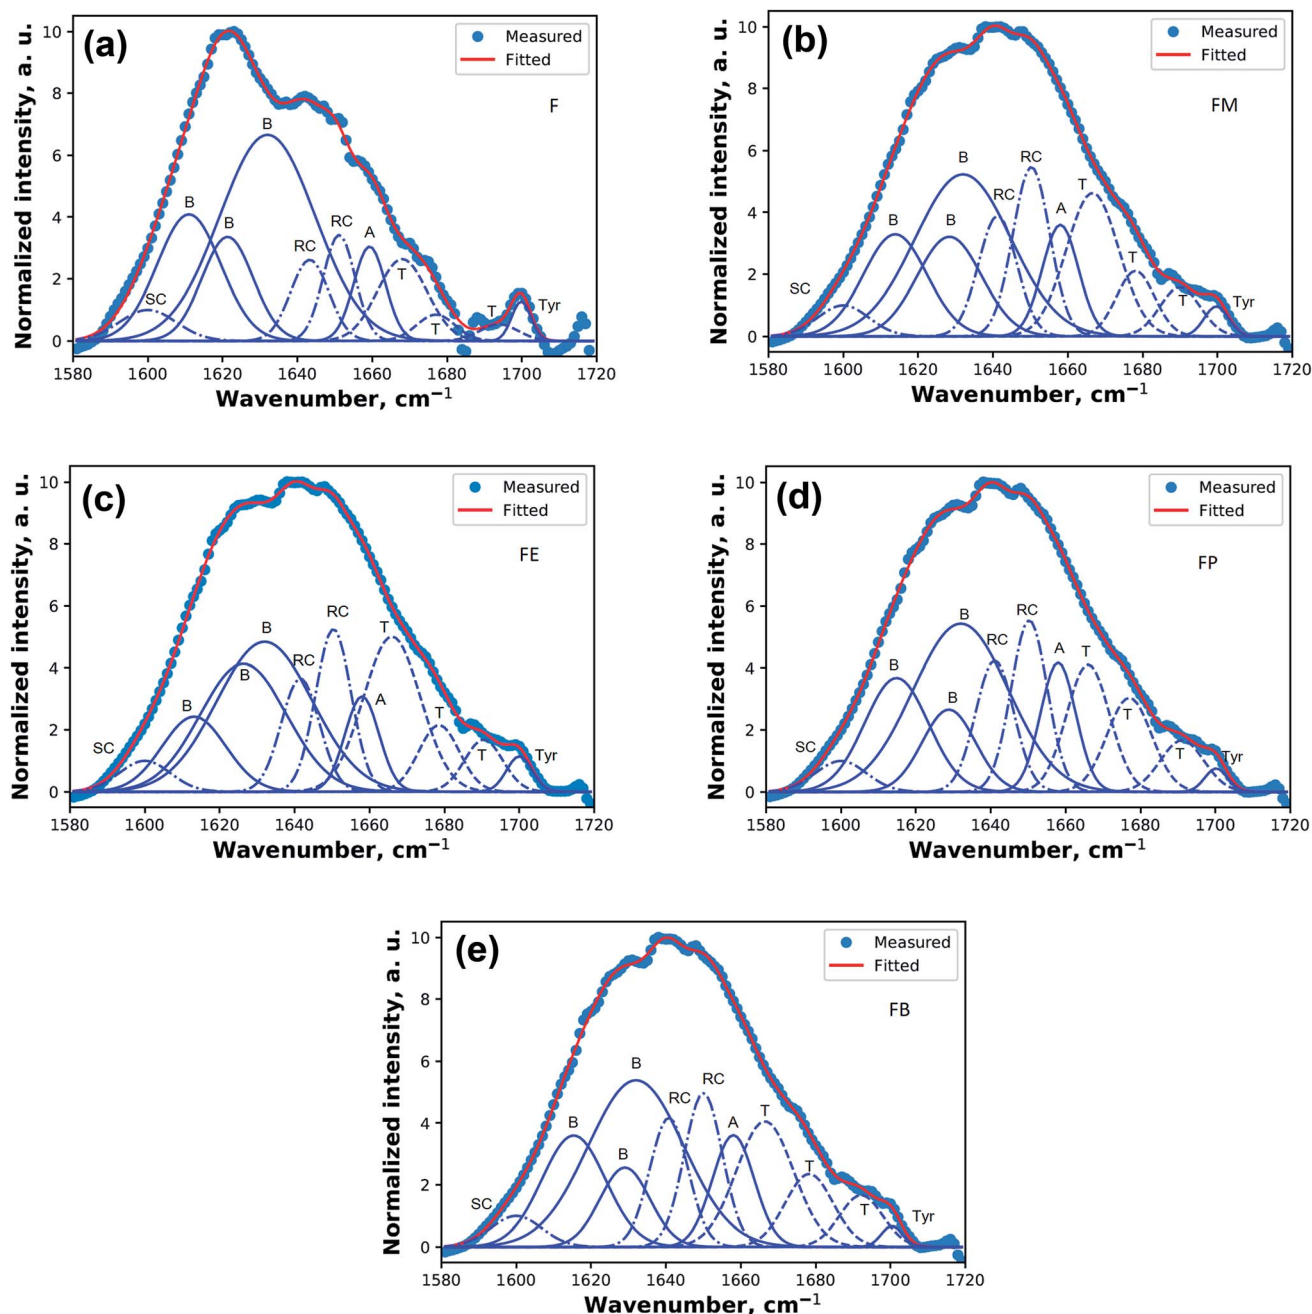 (a)
Measured
Fitted
F
Normalized intensity, a. u.
10
8
6
4
2
0
SC
B
B
B
RC
RC
A
T
T
T
Tyr
1580 1600 1620 1640 1660 1680 1700 1720
Wavenumber, cm−1
(b)
Measured
Fitted
FM
Normalized intensity, a. u.
10
8
6
4
2
0
SC
B
B
B
RC
RC
A
T
T
T
Tyr
1580 1600 1620 1640 1660 1680 1700 1720
Wavenumber, cm−1
(c)
Measured
Fitted
FE
Normalized intensity, a. u.
10
8
6
4
2
0
SC
B
B
B
RC
RC
A
T
T
T
Tyr
1580 1600 1620 1640 1660 1680 1700 1720
Wavenumber, cm−1
(d)
Measured
Fitted
FP
Normalized intensity, a. u.
10
8
6
4
2
0
SC
B
B
B
RC
RC
A
T
T
T
Tyr
1580 1600 1620 1640 1660 1680 1700 1720
Wavenumber, cm−1
(e)
Measured
Fitted
FB
Normalized intensity, a. u.
10
8
6
4
2
0
SC
B
B
B
RC
RC
A
T
T
T
Tyr
1580 1600 1620 1640 1660 1680 1700 1720
Wavenumber, cm−1